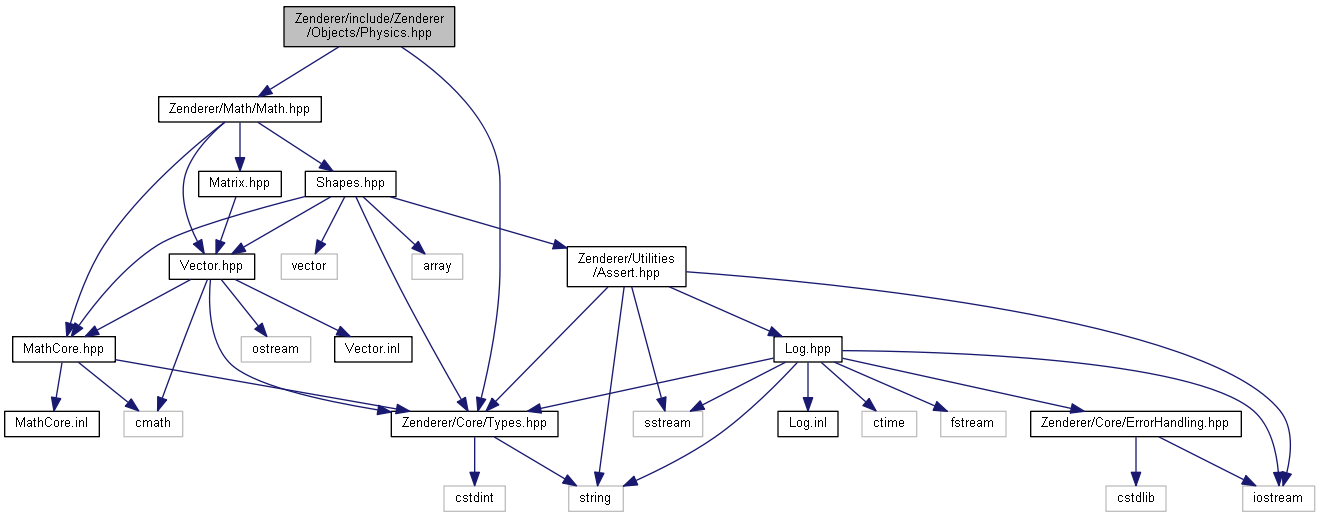 Zenderer/include/Zenderer
/Objects/Physics.hpp
Zenderer/Math/Math.hpp
Matrix.hpp
Shapes.hpp
Vector.hpp
vector
array
Zenderer/Utilities
/Assert.hpp
MathCore.hpp
ostream
Vector.inl
Log.hpp
MathCore.inl
cmath
Zenderer/Core/Types.hpp
sstream
Log.inl
ctime
fstream
Zenderer/Core/ErrorHandling.hpp
cstdint
string
cstdlib
iostream